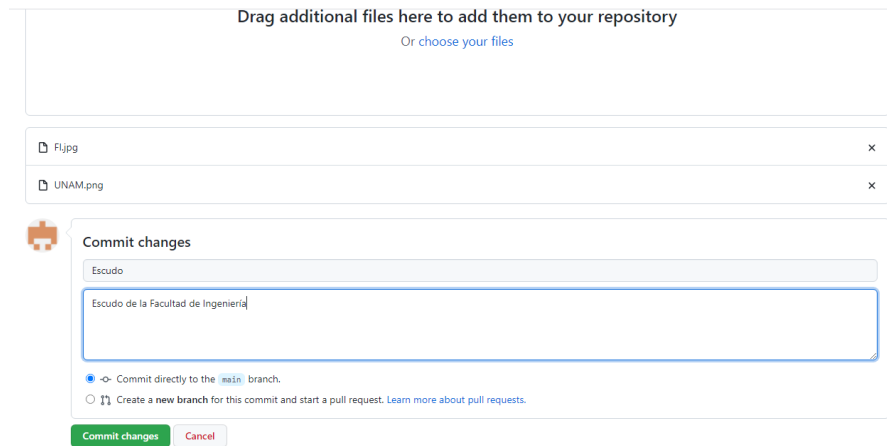 Drag additional files here to add them to your repository
Or choose your files
FI.jpg
UNAM.png
Commit changes
Escudo
Escudo de la Facultad de Ingeniería
Commit directly to the main branch.
Create a new branch for this commit and start a pull request. Learn more about pull requests.
Commit changes Cancel